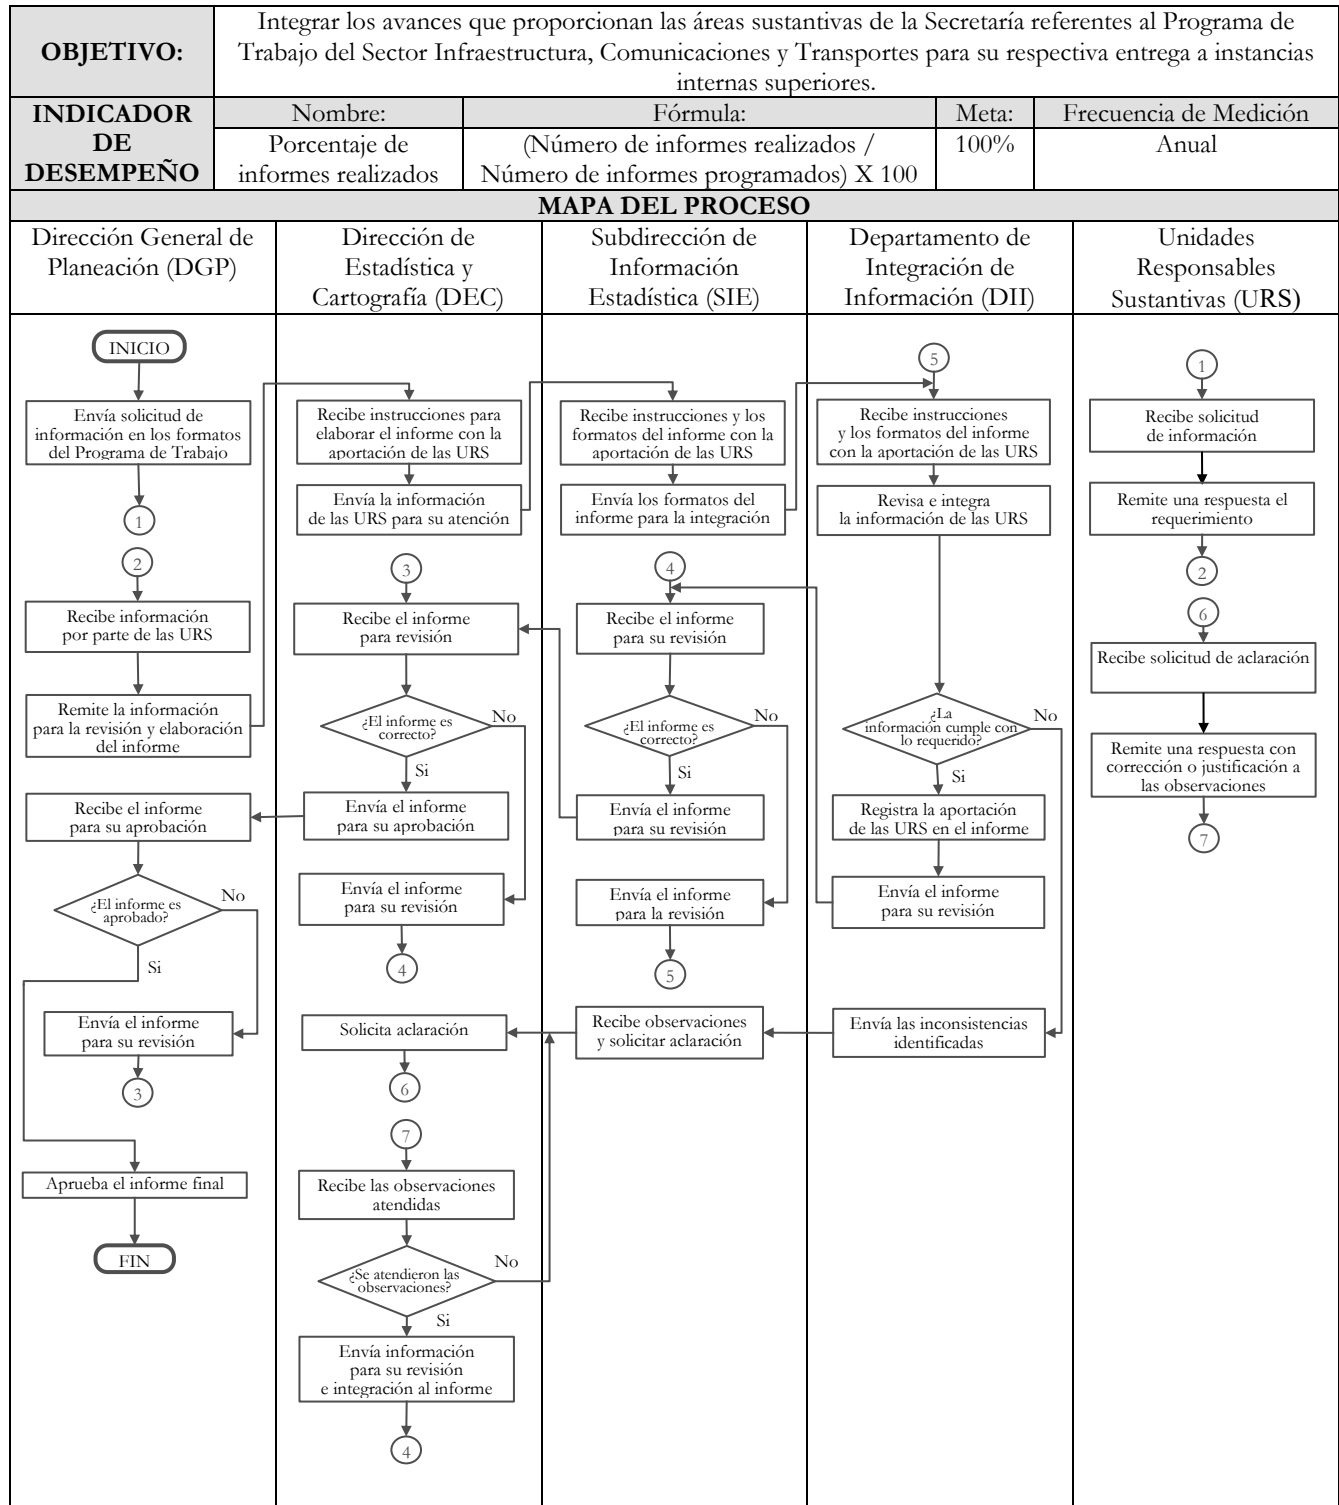 OBJETIVO:
Integrar los avances que proporcionan las áreas sustantivas de la Secretaría referentes al Programa de
Trabajo del Sector Infraestructura, Comunicaciones y Transportes para su respectiva entrega a instancias
internas superiores.
INDICADOR
DE
DESEMPEÑO
Nombre:
Fórmula:
Meta:
Frecuencia de Medición
Porcentaje de
informes realizados
(Número de informes realizados /
Número de informes programados) X 100
100%
Anual
MAPA DEL PROCESO
Dirección General de
Planeación (DGP)
Dirección de
Estadística y
Cartografía (DEC)
Subdirección de
Información
Estadística (SIE)
Departamento de
Integración de
Información (DII)
Unidades
Responsables
Sustantivas (URS)
INICIO
Envía solicitud de
información en los formatos
del Programa de Trabajo
1
2
Recibe información
por parte de las URS
Remite la información
para la revisión y elaboración
del informe
Recibe el informe
para su aprobación
¿El informe es
aprobado?
No
Si
Envía el informe
para su revisión
3
Aprueba el informe final
FIN
Recibe instrucciones para
elaborar el informe con la
aportación de las URS
Envía la información
de las URS para su atención
3
Recibe el informe
para revisión
¿El informe es
correcto?
No
Si
Envía el informe
para su aprobación
Envía el informe
para su revisión
4
Solicita aclaración
6
7
Recibe las observaciones
atendidas
¿Se atendieron las
observaciones?
No
Si
Envía información
para su revisión
e integración al informe
4
Recibe instrucciones y los
formatos del informe con la
aportación de las URS
Envía los formatos del
informe para la integración
4
Recibe el informe
para su revisión
¿El informe es
correcto?
No
Si
Envía el informe
para su revisión
Envía el informe
para la revisión
5
Recibe observaciones
y solicitar aclaración
5
Recibe instrucciones
y los formatos del informe
con la aportación de las URS
Revisa e integra
la información de las URS
¿La
información cumple con
lo requerido?
No
Si
Registra la aportación
de las URS en el informe
Envía el informe
para su revisión
Envía las inconsistencias
identificadas
1
Recibe solicitud
de información
Remite una respuesta el
requerimiento
2
6
Recibe solicitud de aclaración
Remite una respuesta con
corrección o justificación a
las observaciones
7